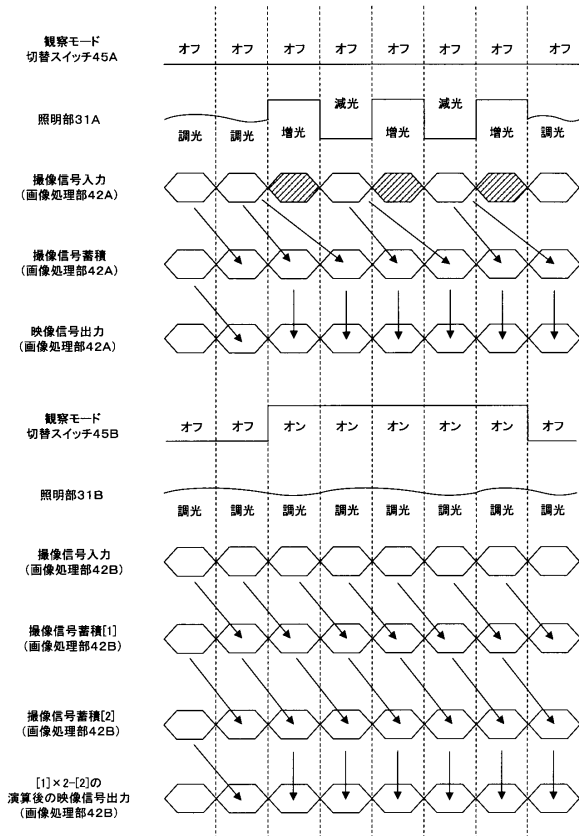 観察モード
切替スイッチ45A
オフ オフ オフ オフ オフ オフ オフ オフ
照明部31A
調光 調光 増光 減光 増光 減光 増光 調光
撮像信号入力
(画像処理部42A)
撮像信号蓄積
(画像処理部42A)
映像信号出力
(画像処理部42A)
観察モード
切替スイッチ45B
オフ オフ オン オン オン オン オン オフ
照明部31B
調光 調光 調光 調光 調光 調光 調光 調光
撮像信号入力
(画像処理部42B)
撮像信号蓄積[1]
(画像処理部42B)
撮像信号蓄積[2]
(画像処理部42B)
[1]×2-[2]の
演算後の映像信号出力
(画像処理部42B)